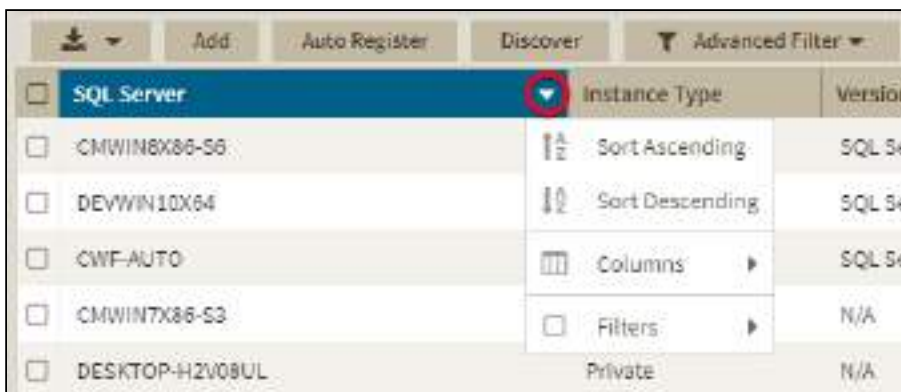 Add Auto Register Discover Advanced Filter
SQL Server Instance Type Version
CMWIN8X86-S6 Sort Ascending SQL Se
DEVWIN10X64 Sort Descending SQL Se
CWF-AUTO Columns SQL Se
CMWIN7X86-S3 Filters N/A
DESKTOP-H2V08UL Private N/A